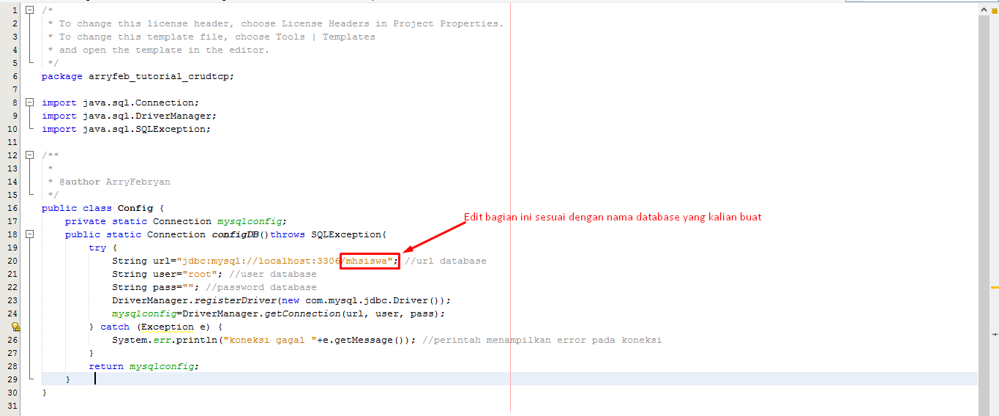 1 /*
2 * To change this license header, choose License Headers in Project Properties.
3 * To change this template file, choose Tools | Templates
4 * and open the template in the editor.
5 */
6 package arryfeb_tutorial_crudtcp;
7
8 import java.sql.Connection;
9 import java.sql.DriverManager;
10 import java.sql.SQLException;
11
12 /**
13 *
14 * @author ArryFebryan
15 */
16 public class Config {
17 private static Connection mysqlconfig;
Edit bagian ini sesuai dengan nama database yang kalian buat
18 public static Connection configDB()throws SQLException{
19 try {
20 String url="jdbc:mysql://localhost:3306/mhsiswa"; //url database
21 String user="root"; //user database
22 String pass=""; //password database
23 DriverManager.registerDriver(new com.mysql.jdbc.Driver());
24 mysqlconfig=DriverManager.getConnection(url, user, pass);
} catch (Exception e) {
26 System.err.println("koneksi gagal "+e.getMessage()); //perintah menampilkan error pada koneksi
27 }
28 return mysqlconfig;
29 }
30 }
31